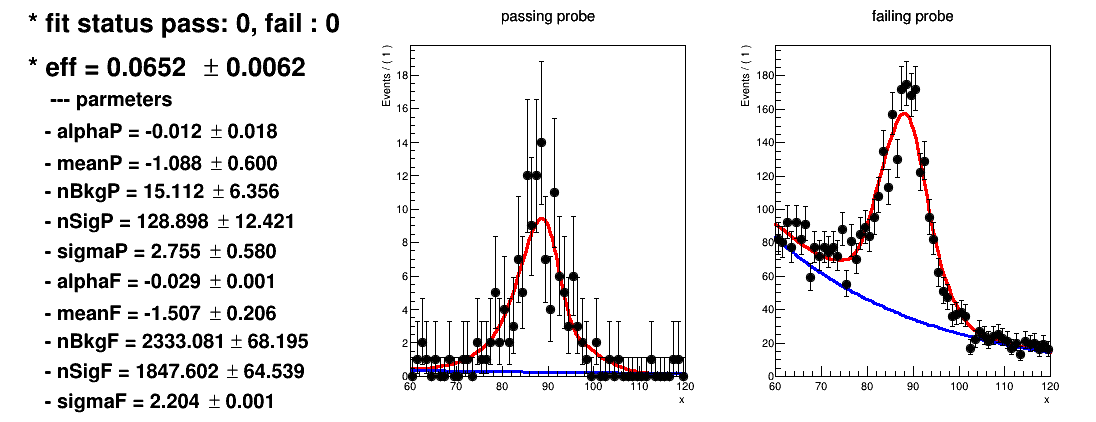 * fit status pass: 0, fail : 0
* eff = 0.0652 ± 0.0062
--- parmeters
- alphaP = -0.012 ± 0.018
- meanP = -1.088 ± 0.600
- nBkgP = 15.112 ± 6.356
- nSigP = 128.898 ± 12.421
- sigmaP = 2.755 ± 0.580
- alphaF = -0.029 ± 0.001
- meanF = -1.507 ± 0.206
- nBkgF = 2333.081 ± 68.195
- nSigF = 1847.602 ± 64.539
- sigmaF = 2.204 ± 0.001
passing probe
Events / ( 1 )
18
16
14
12
10
8
6
4
2
0
60 70 80 90 100 110 120
x
failing probe
Events / ( 1 )
180
160
140
120
100
80
60
40
20
0
60 70 80 90 100 110 120
x